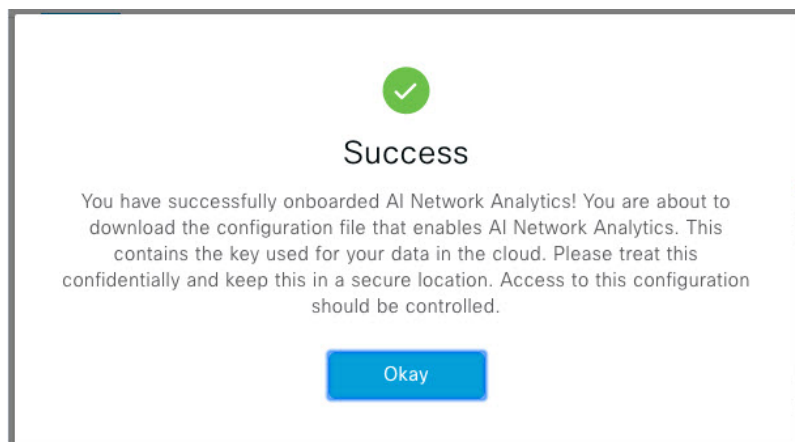 Success
You have successfully onboarded AI Network Analytics! You are about to
download the configuration file that enables AI Network Analytics. This
contains the key used for your data in the cloud. Please treat this
confidentially and keep this in a secure location. Access to this configuration
should be controlled.
Okay